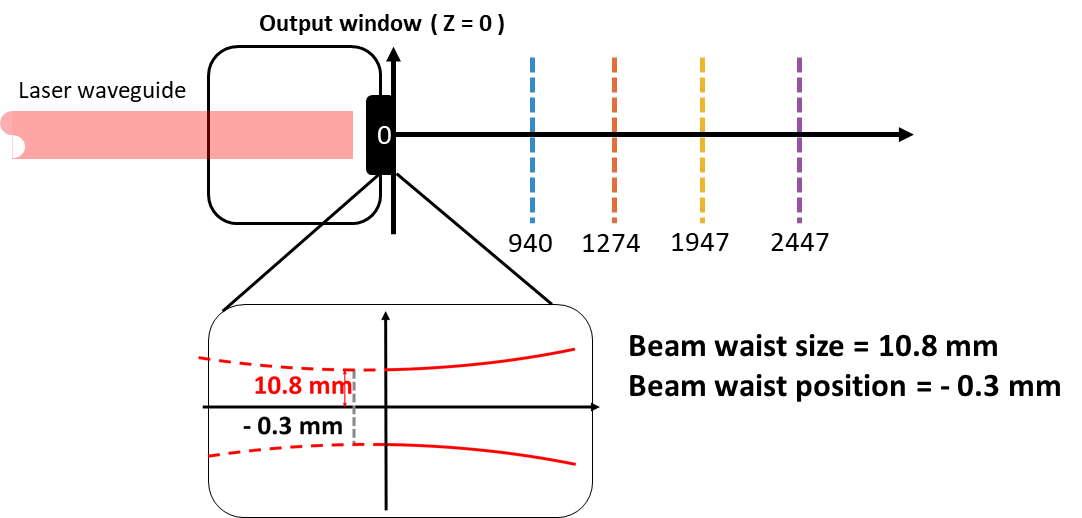 Output window ( Z = 0 )
Laser waveguide
0
940 1274 1947 2447
10.8 mm
- 0.3 mm
Beam waist size = 10.8 mm
Beam waist position = - 0.3 mm